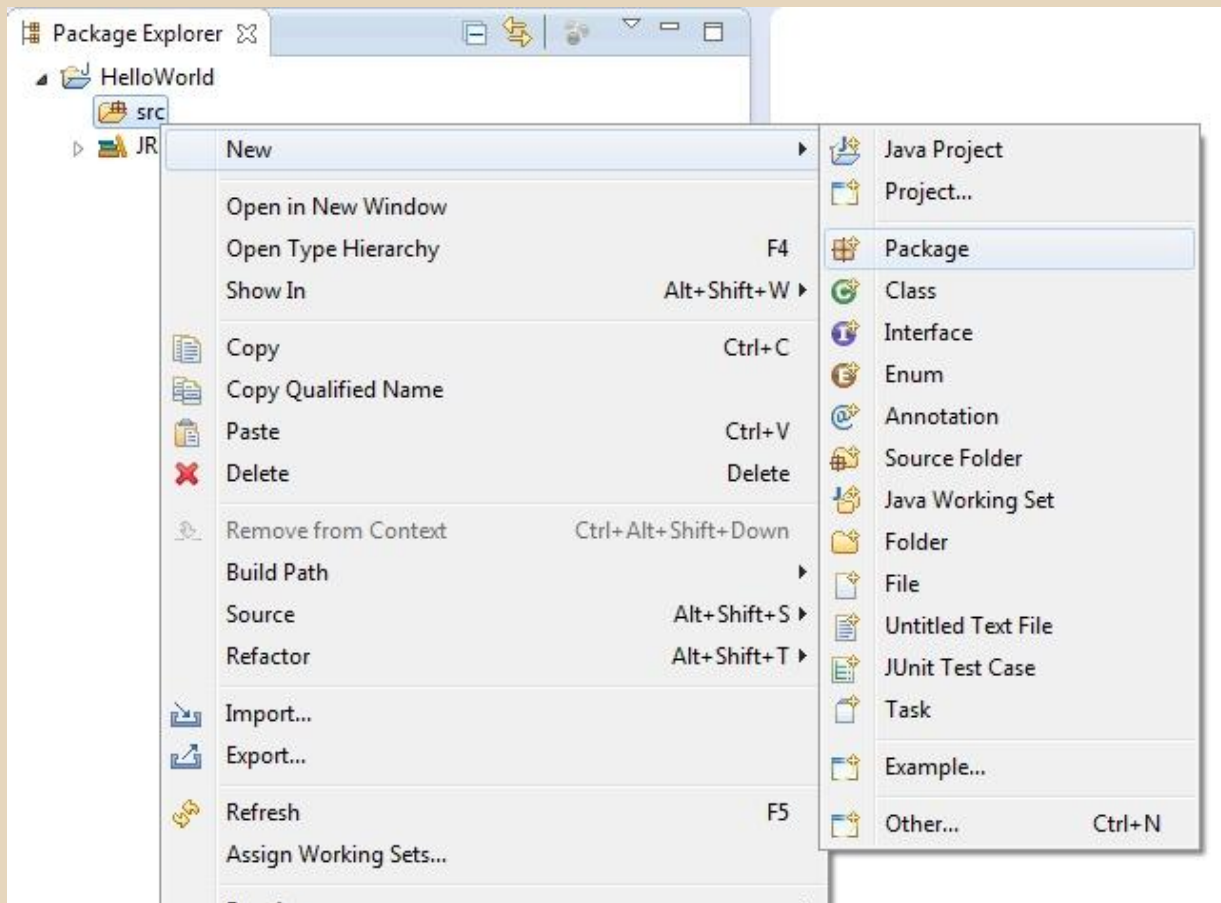 Package Explorer
HelloWorld
src
JR
New
Open in New Window
Open Type Hierarchy F4
Show In Alt+Shift+W
Copy Ctrl+C
Copy Qualified Name
Paste Ctrl+V
Delete Delete
Remove from Context Ctrl+Alt+Shift+Down
Build Path
Source Alt+Shift+S
Refactor Alt+Shift+T
Import...
Export...
Refresh F5
Assign Working Sets...
Java Project
Project...
Package
Class
Interface
Enum
Annotation
Source Folder
Java Working Set
Folder
File
Untitled Text File
JUnit Test Case
Task
Example...
Other... Ctrl+N